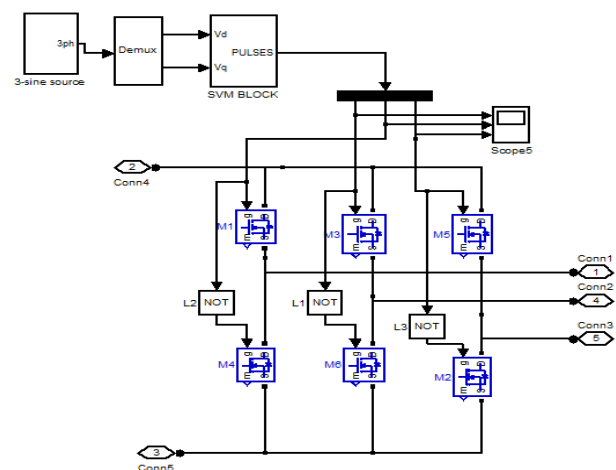 3ph
3-sine source
Demux
Vd
Vq
PULSES
SVM BLOCK
Scope5
2
Conn4
M1
g
D
m
s
M3
g
D
m
s
M5
g
D
m
s
Conn1
1
Conn2
4
Conn3
5
L2
NOT
L1
NOT
L3
NOT
M4
g
D
m
s
M6
g
D
m
s
M2
g
D
m
s
3
Conn5